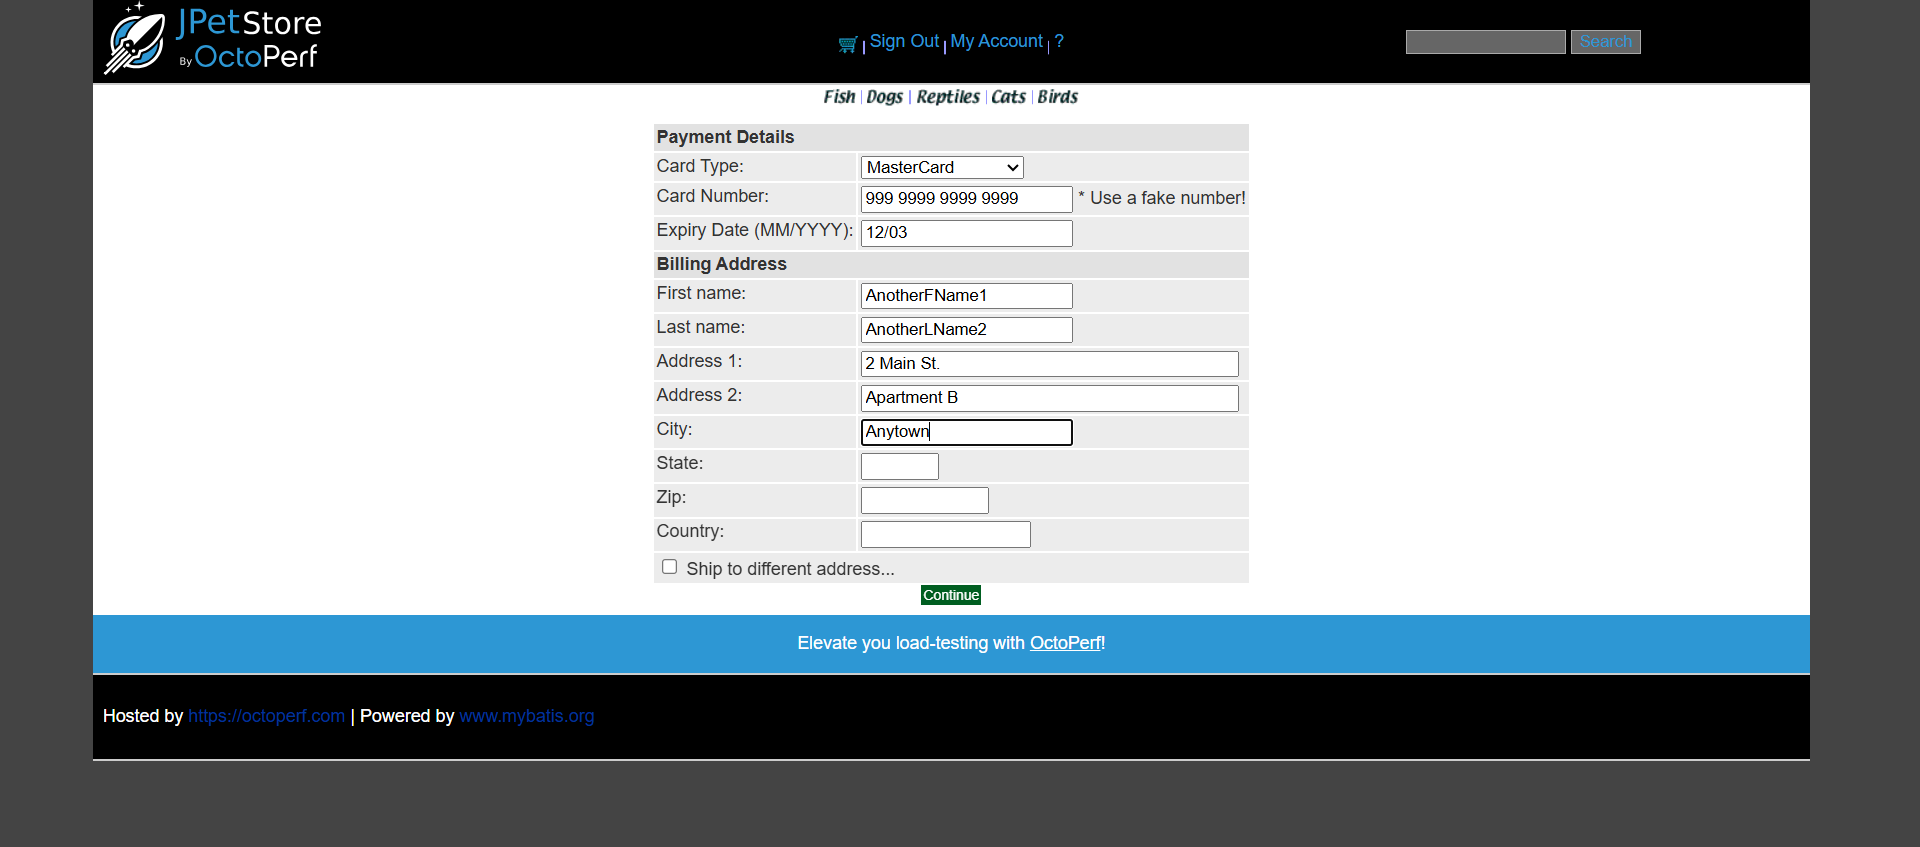 JPetStore
By OctoPerf
Sign Out | My Account | ?
Search
Fish | Dogs | Reptiles | Cats | Birds
Payment Details
Card Type: MasterCard
Card Number: 999 9999 9999 9999 * Use a fake number!
Expiry Date (MM/YYYY): 12/03
Billing Address
First name: AnotherFName1
Last name: AnotherLName2
Address 1: 2 Main St.
Address 2: Apartment B
City: Anytown
State:
Zip:
Country:
Ship to different address...
Continue
Elevate you load-testing with OctoPerf!
Hosted by https://octoperf.com | Powered by www.mybatis.org